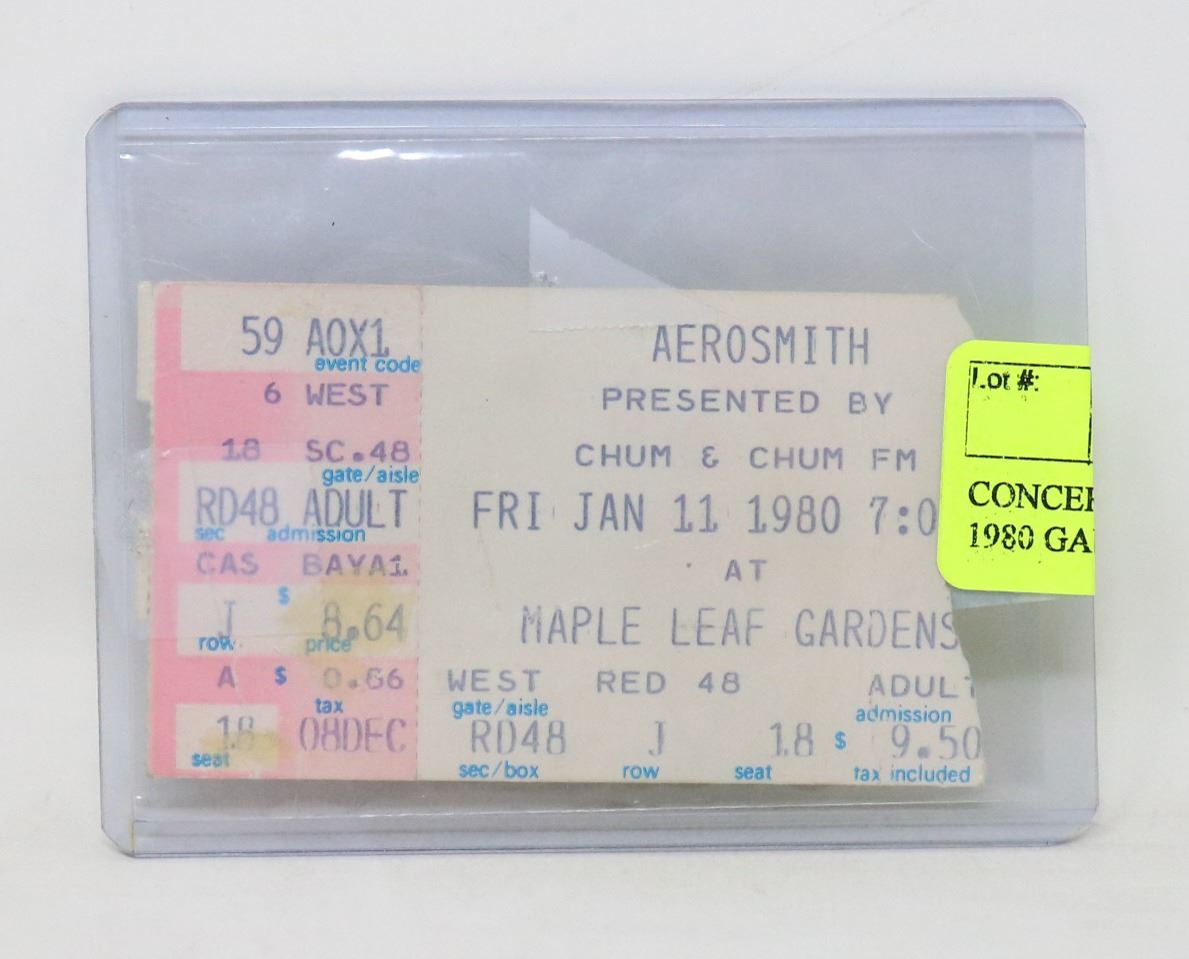 59 AOX1
event code
6 WEST
18 SC.48
gate/aisle
RD48 ADULT
sec admission
CAS BAYA1
$
J 8.64
row price
A $ 0.66
tax
18 08DEC
seat
AEROSMITH
PRESENTED BY
CHUM & CHUM FM
FRI JAN 11 1980 7:0
AT
MAPLE LEAF GARDENS
WEST RED 48 ADULT
gate/aisle admission
RD48 J 18 $ 9.50
sec/box row seat tax included
Lot #:
CONCE
1980 GA